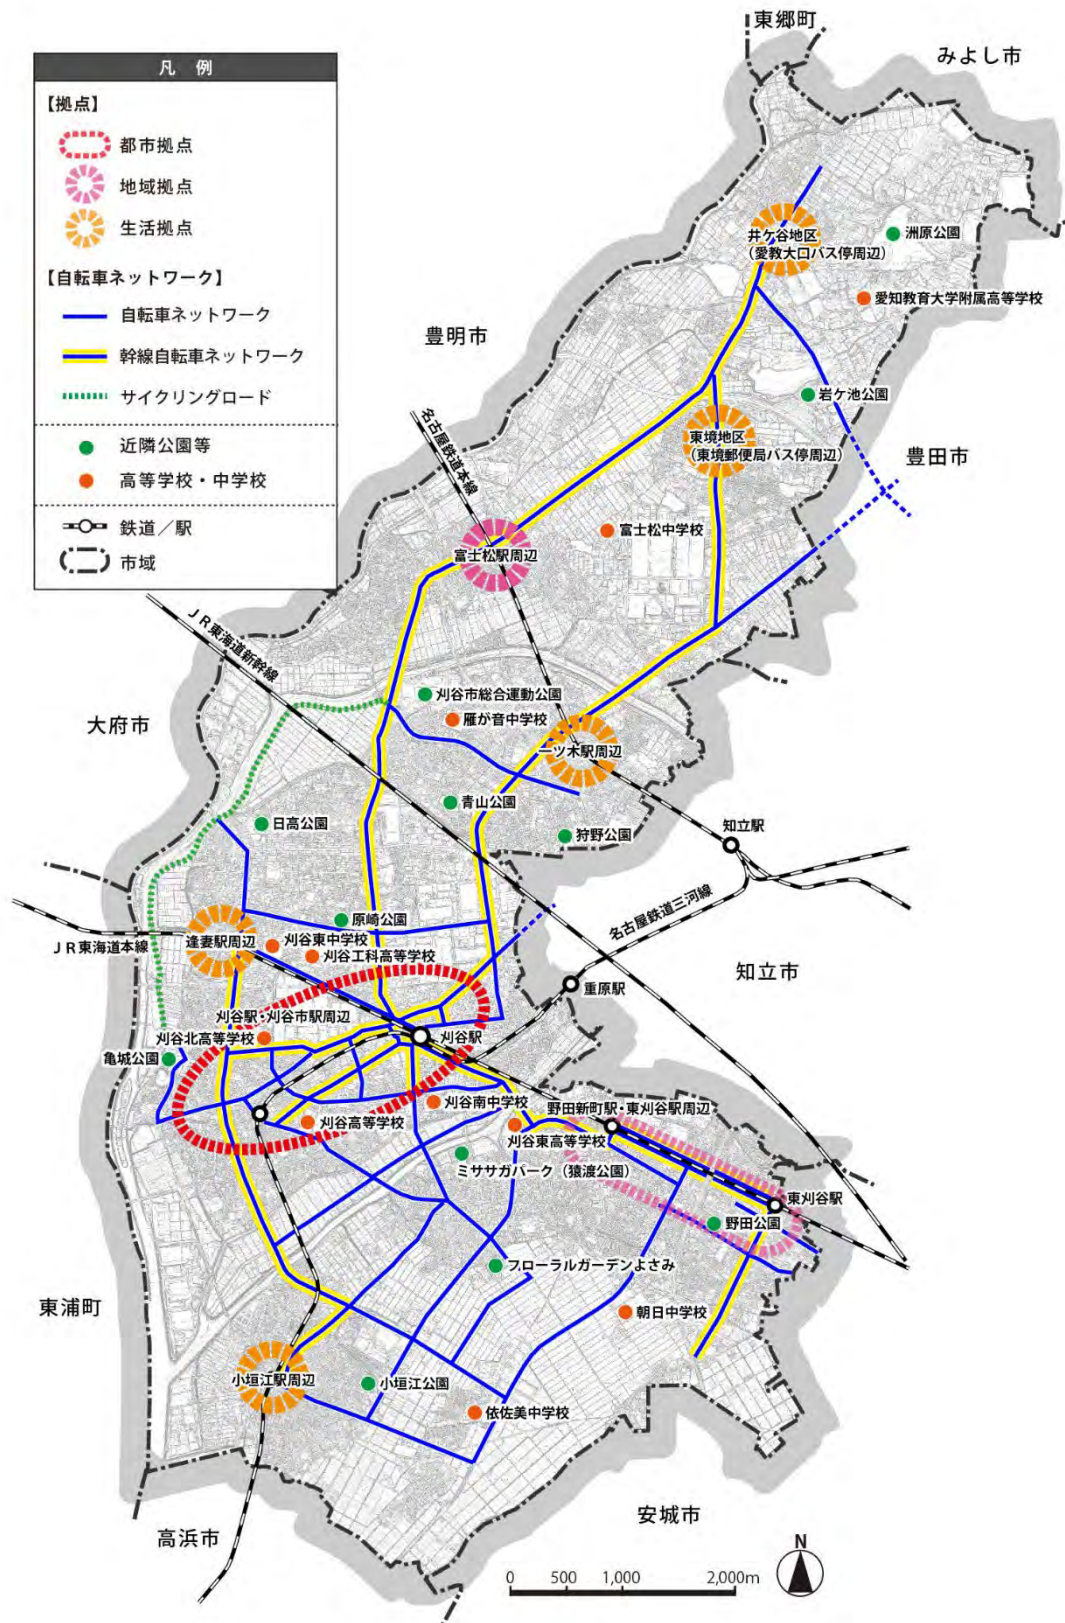 東郷町
みよし市
凡 例
【拠点】
都市拠点
地域拠点
生活拠点
【自転車ネットワーク】
自転車ネットワーク
幹線自転車ネットワーク
サイクリングロード
近隣公園等
高等学校・中学校
鉄道／駅
市域
井ケ谷地区
（愛教大口バス停周辺）
洲原公園
愛知教育大学附属高等学校
豊明市
岩ケ池公園
名古屋鉄道本線
東境地区
（東境郵便局バス停周辺）
豊田市
富士松中学校
富士松駅周辺
ＪＲ東海道新幹線
刈谷市総合運動公園
大府市
雁が音中学校
一ツ木駅周辺
青山公園
日高公園
狩野公園
知立駅
名古屋鉄道三河線
原崎公園
逢妻駅周辺
ＪＲ東海道本線
刈谷東中学校
刈谷工科高等学校
知立市
重原駅
刈谷駅・刈谷市駅周辺
刈谷北高等学校
刈谷駅
亀城公園
刈谷南中学校
野田新町駅・東刈谷駅周辺
刈谷高等学校
刈谷東高等学校
ミササガパーク（猿渡公園）
東刈谷駅
野田公園
フローラルガーデンよさみ
東浦町
朝日中学校
小垣江駅周辺
小垣江公園
依佐美中学校
安城市
高浜市
N
0 500 1,000 2,000m